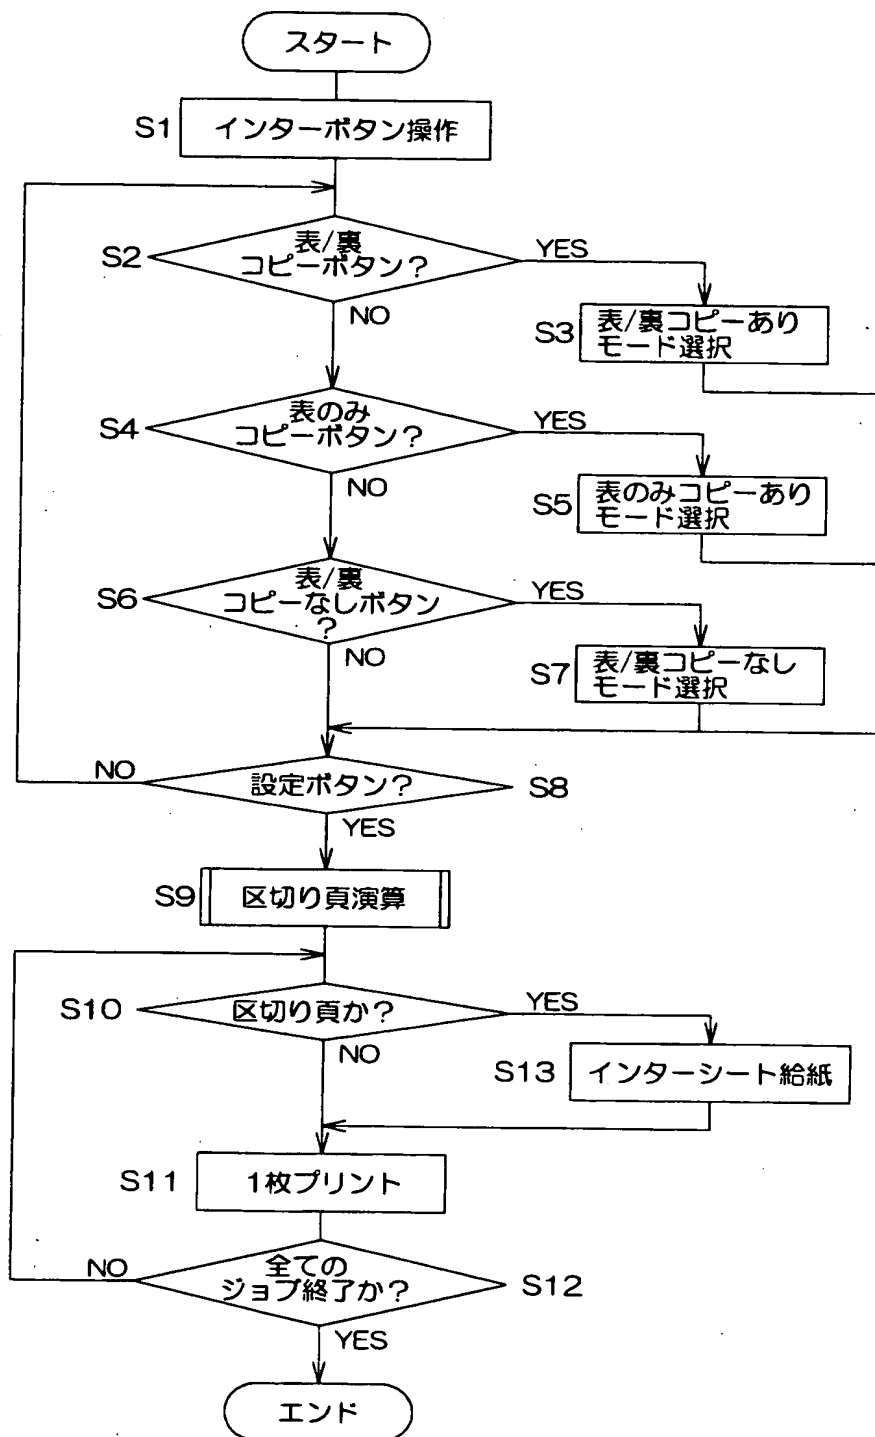 スタート
S1
インターボタン操作
S2
表/裏
コピーボタン？
YES
NO
S3
表/裏コピーあり
モード選択
S4
表のみ
コピーボタン？
YES
NO
S5
表のみコピーあり
モード選択
S6
表/裏
コピーなしボタン
？
YES
NO
S7
表/裏コピーなし
モード選択
NO
設定ボタン？
S8
YES
S9
区切り頁演算
S10
区切り頁か？
YES
NO
S13
インターシート給紙
S11
1枚プリント
NO
全ての
ジョブ終了か？
S12
YES
エンド